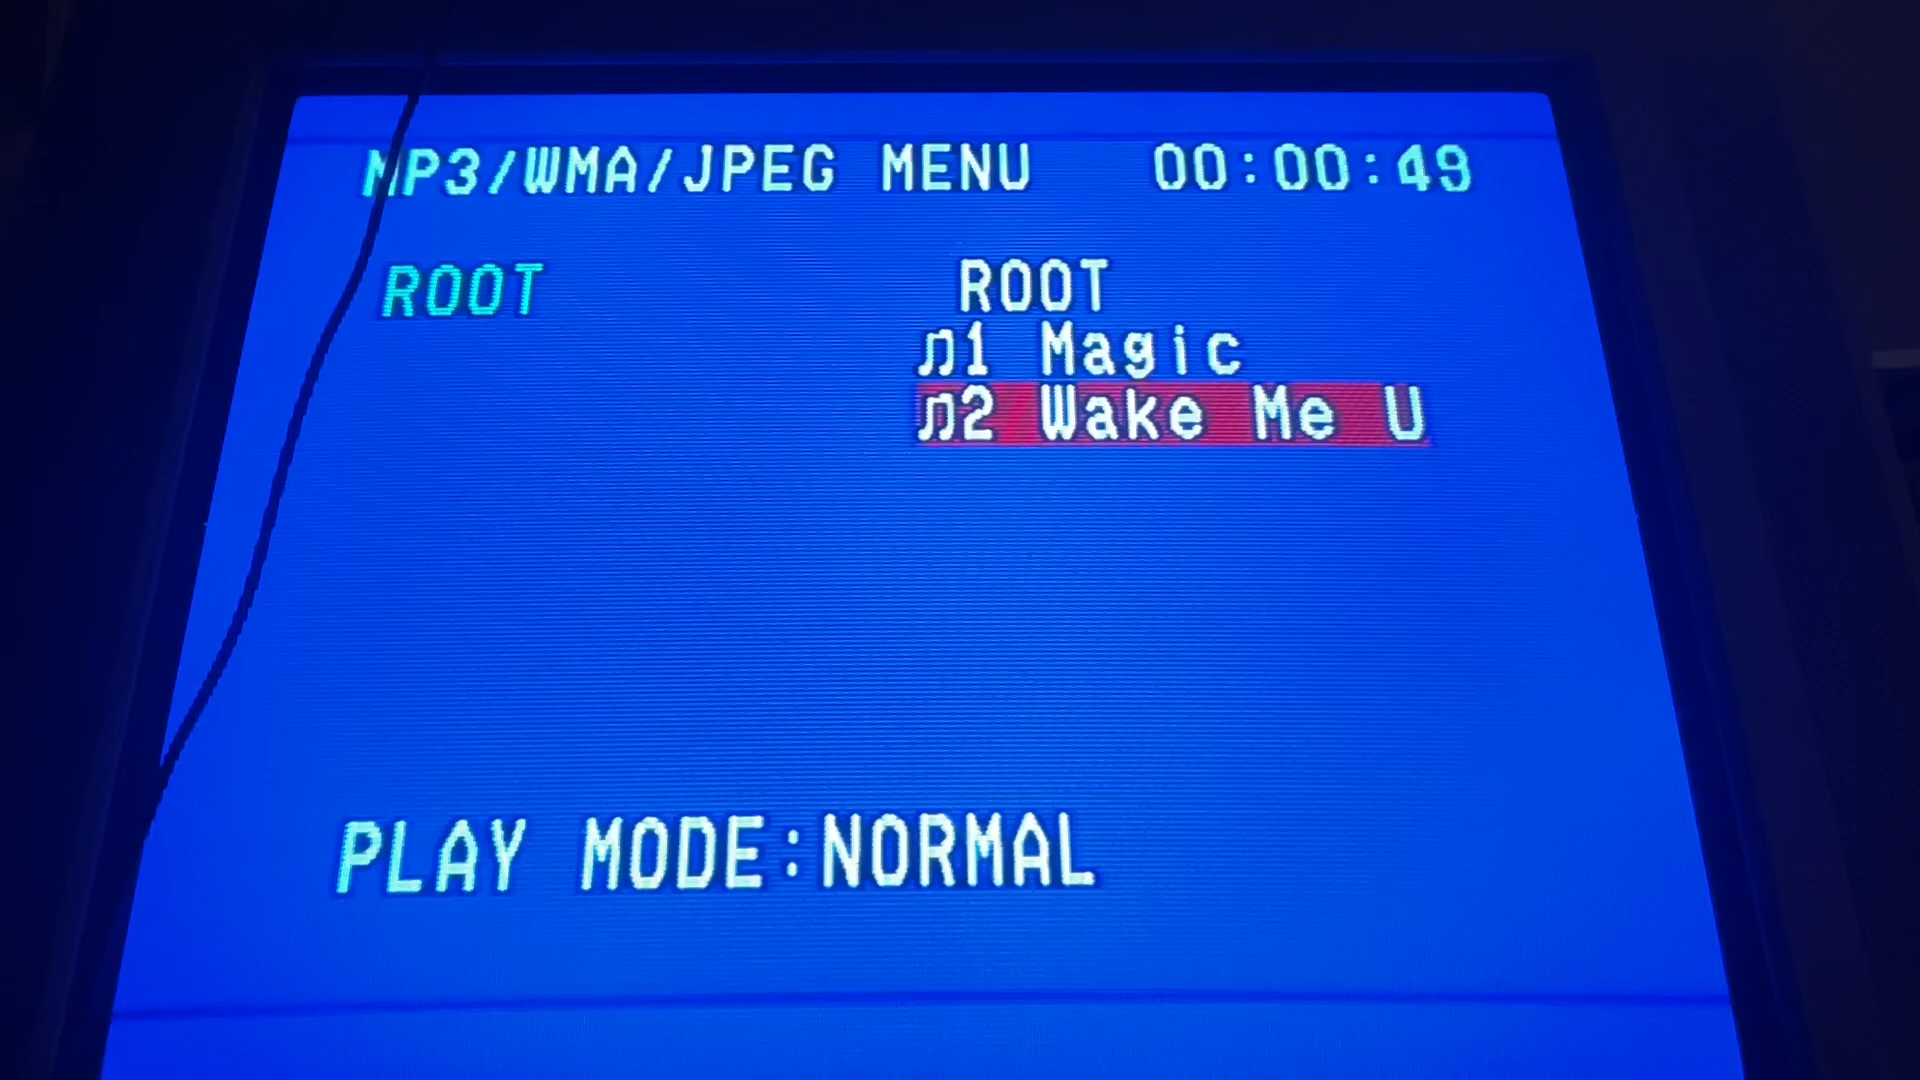 MP3/WMA/JPEG MENU 00:00:49
ROOT ROOT
♫1 Magic
♫2 Wake Me U
PLAY MODE:NORMAL